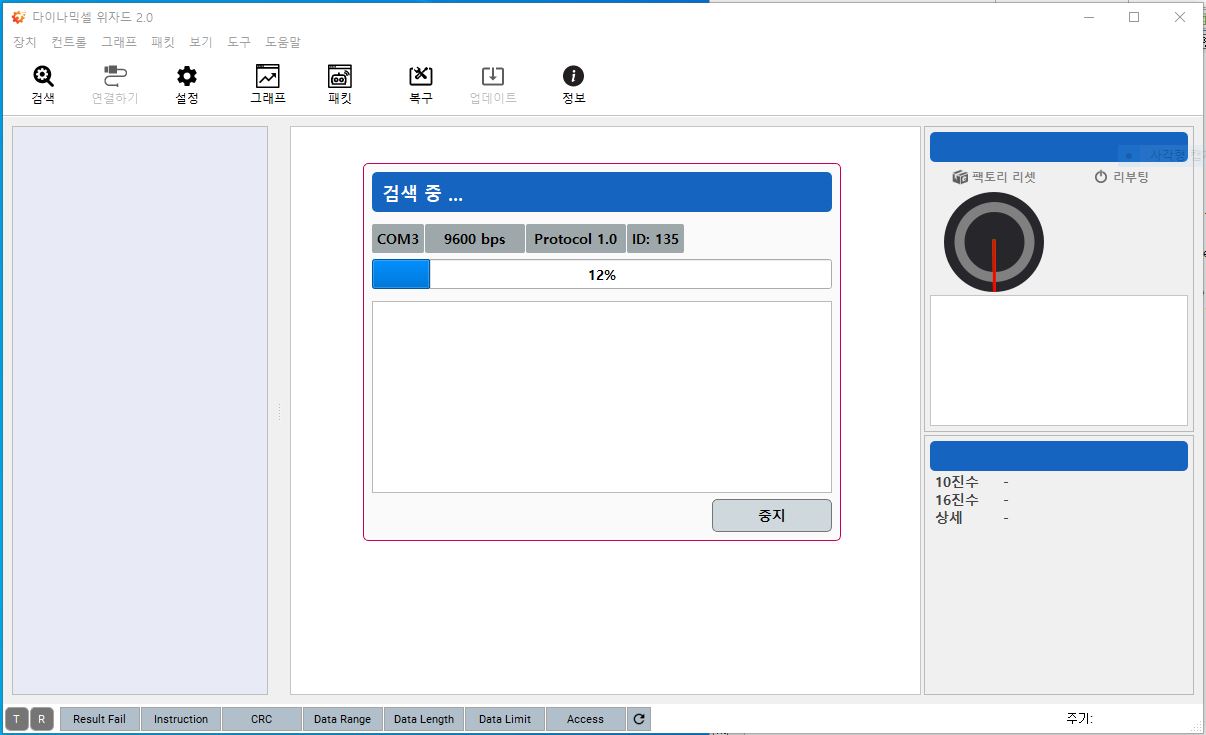 다이나믹셀 위자드 2.0
장치 컨트롤 그래프 패킷 보기 도구 도움말
검색 연결하기 설정 그래프 패킷 복구 업데이트 정보
검색 중 ...
COM3 9600 bps Protocol 1.0 ID: 135
12%
중지
사각형
팩토리 리셋 리부팅
10진수 -
16진수 -
상세 -
T R Result Fail Instruction CRC Data Range Data Length Data Limit Access
주기: